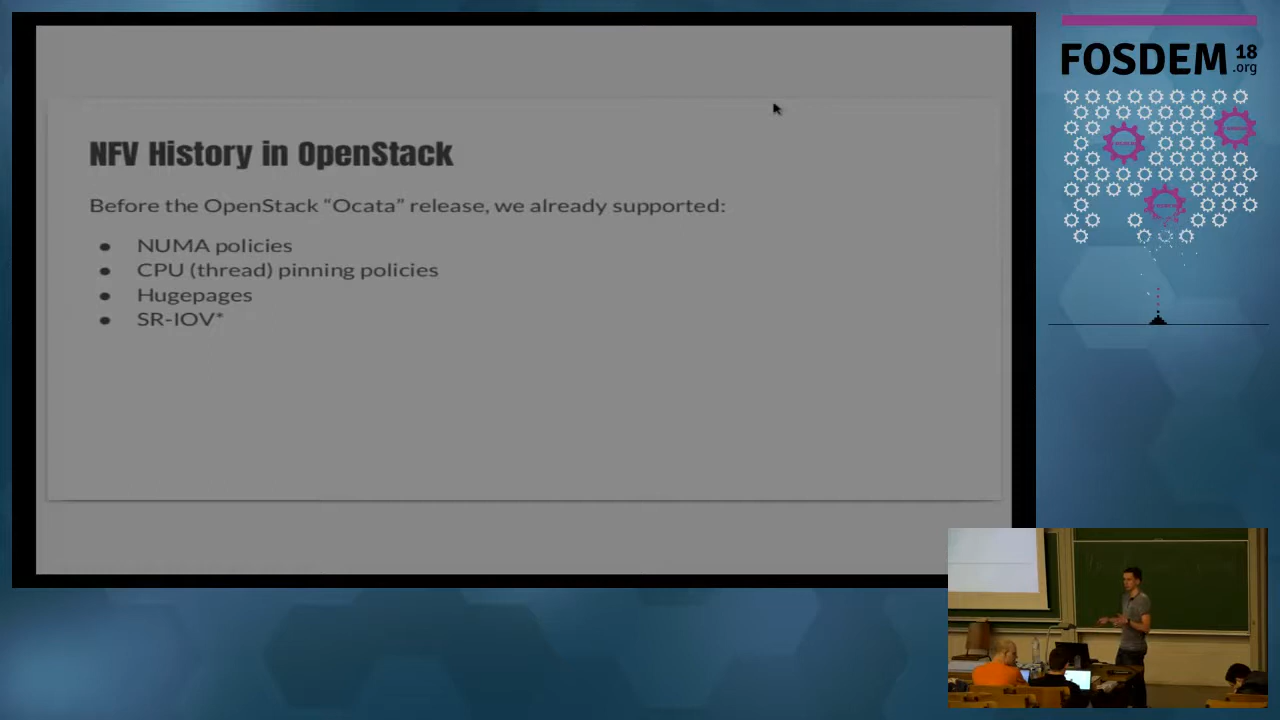 FOSDEM 18
.org
NFV History in OpenStack
Before the OpenStack “Ocata” release, we already supported:
● NUMA policies
● CPU (thread) pinning policies
● Hugepages
● SR-IOV*